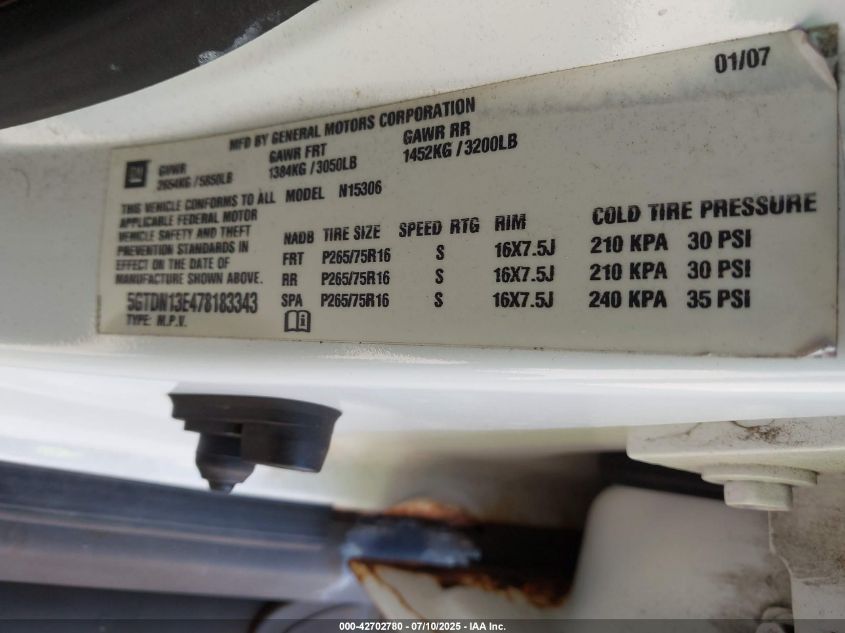 01/07
MFD BY GENERAL MOTORS CORPORATION
GM GVWR GAWR FRT GAWR RR
2654KG / 5850LB 1384KG / 3050LB 1452KG / 3200LB
THIS VEHICLE CONFORMS TO ALL
APPLICABLE FEDERAL MOTOR
VEHICLE SAFETY AND THEFT
PREVENTION STANDARDS IN
EFFECT ON THE DATE OF
MANUFACTURE SHOWN ABOVE.
5GTDN13E478183343
TYPE: M.P.V.
MODEL N15306
NADB TIRE SIZE SPEED RTG RIM COLD TIRE PRESSURE
FRT P265/75R16 S 16X7.5J 210 KPA 30 PSI
RR P265/75R16 S 16X7.5J 210 KPA 30 PSI
SPA P265/75R16 S 16X7.5J 240 KPA 35 PSI
000-42702780 - 07/10/2025 - IAA Inc.